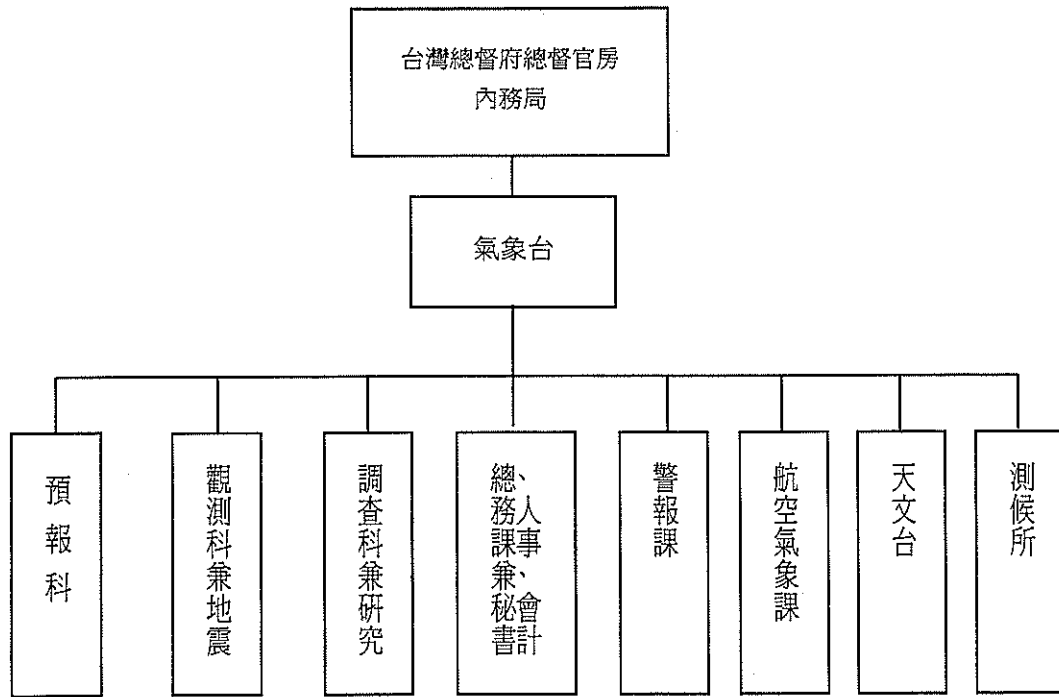 台灣總督府總督官房
內務局
氣象台
預報科
觀測科兼地震
調查科兼研究
總務課兼秘書
、人事、會計
警報課
航空氣象課
天文台
測候所